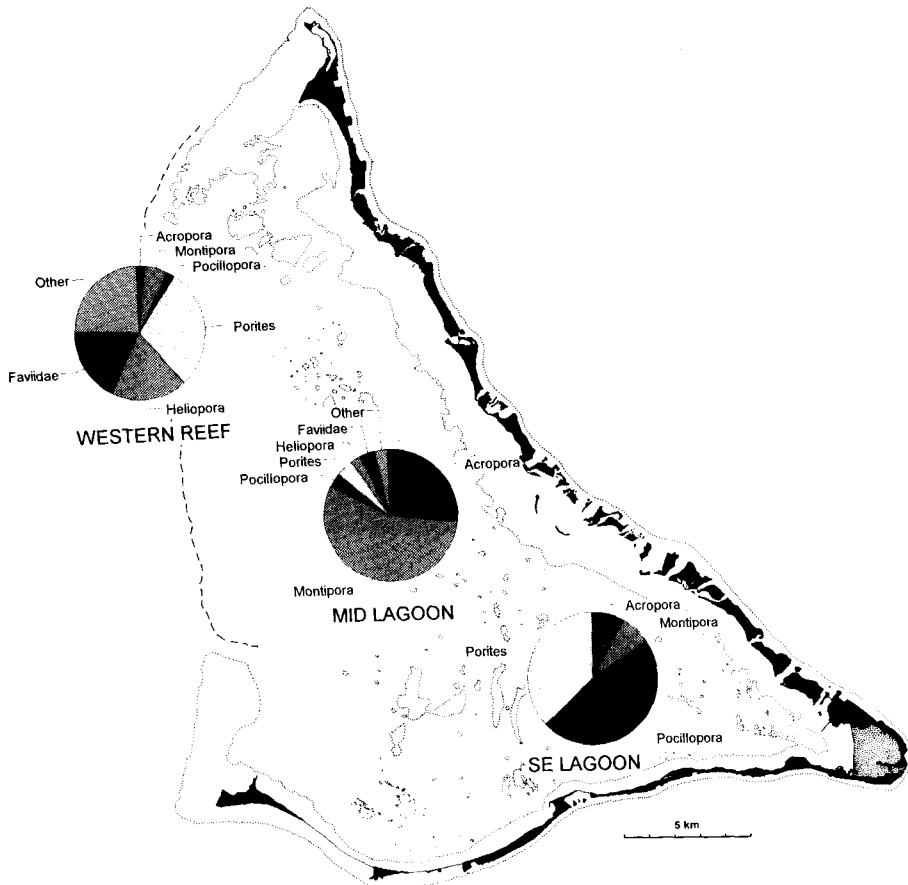 Acropora
Montipora
Pocillopora
Other
Porites
Faviidae
Heliopora
WESTERN REEF
Other
Faviidae
Heliopora
Porites
Pocillopora
Acropora
Montipora
MID LAGOON
Acropora
Montipora
Porites
Pocillopora
SE LAGOON
5 km